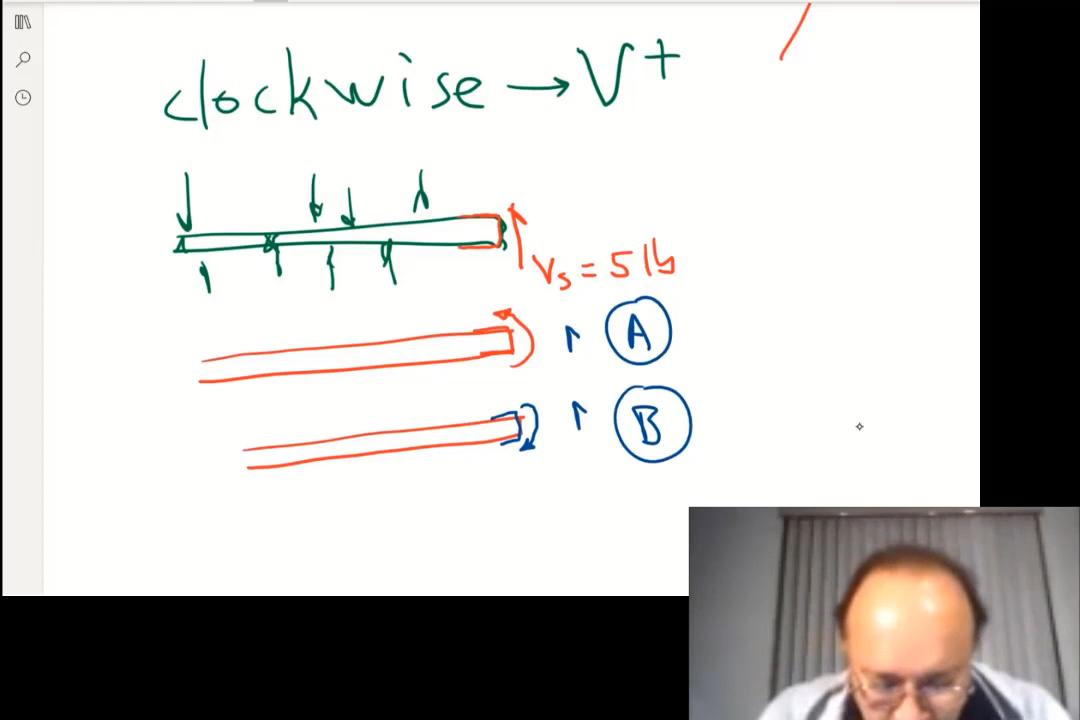 clockwise → V +
Vs = 5 lb
A
B